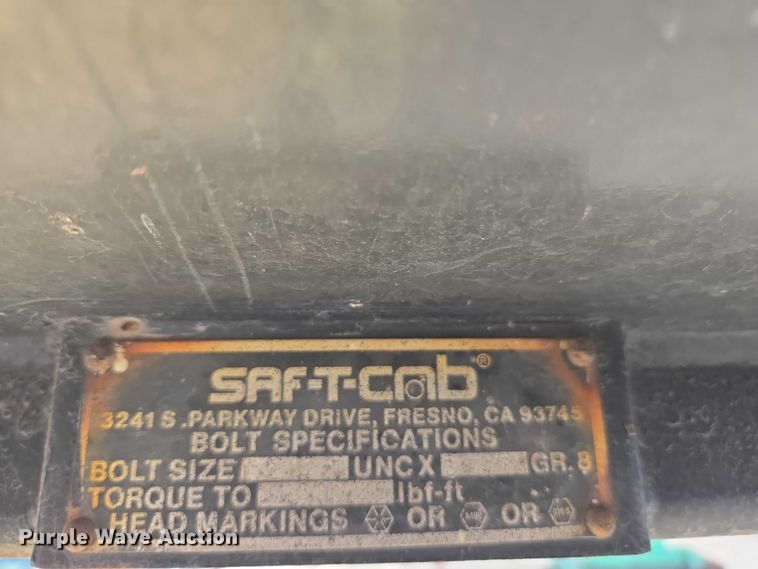 SAF-T-CAB®
3241 S. PARKWAY DRIVE, FRESNO, CA 93745
BOLT SPECIFICATIONS
BOLT SIZE UNC X GR. 8
TORQUE TO lbf-ft
HEAD MARKINGS OR OR
Purple Wave Auction